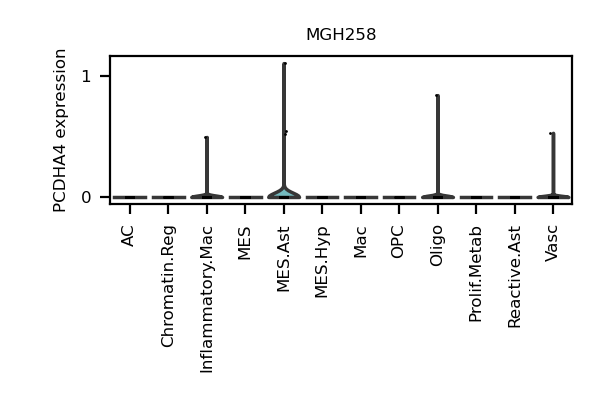 MGH258
PCDHA4 expression
1
0
AC
Chromatin.Reg
Inflammatory.Mac
MES
MES.Ast
MES.Hyp
Mac
OPC
Oligo
Prolif.Metab
Reactive.Ast
Vasc